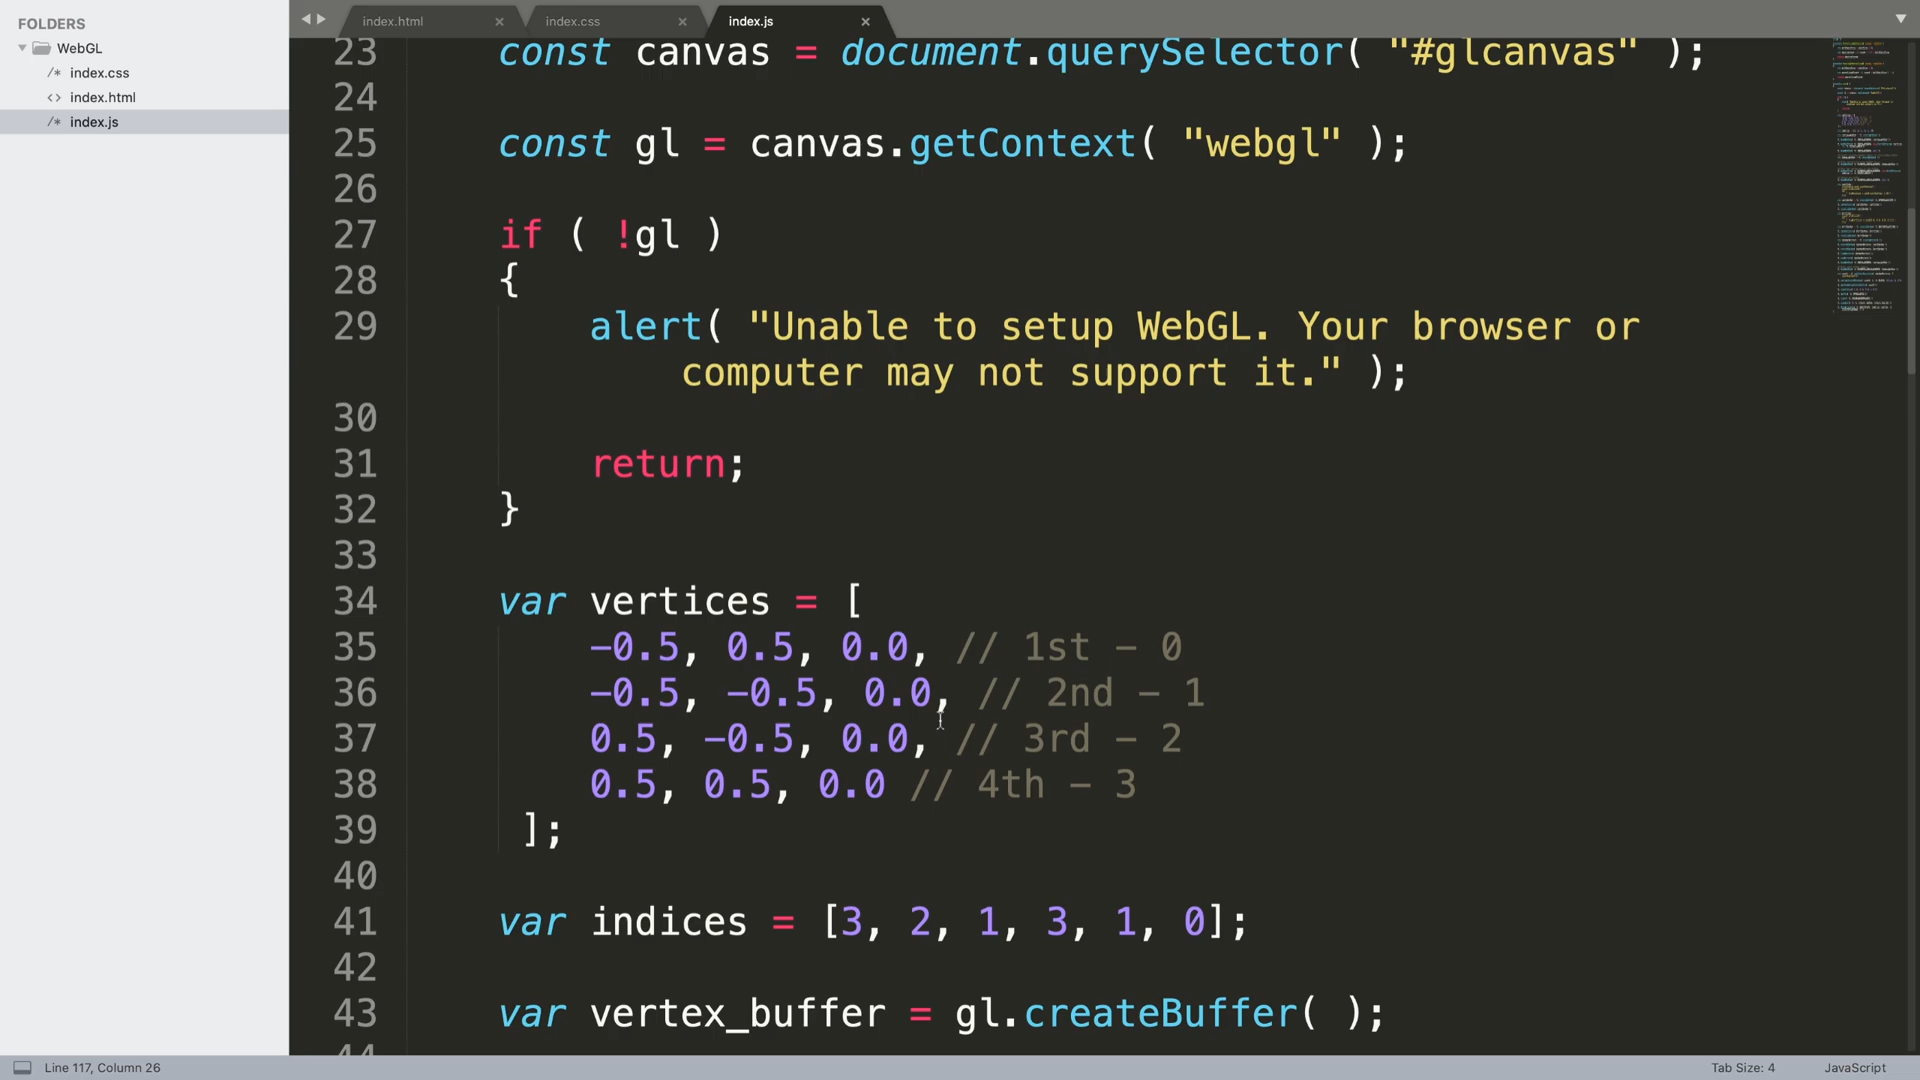 FOLDERS
WebGL
/* index.css
<> index.html
/* index.js
index.html ×
index.css ×
index.js ×
23 const canvas = document.querySelector( "#glcanvas" );
24
25 const gl = canvas.getContext( "webgl" );
26
27 if ( !gl )
28 {
29 alert( "Unable to setup WebGL. Your browser or
computer may not support it." );
30
31 return;
32 }
33
34 var vertices = [
35 -0.5, 0.5, 0.0, // 1st - 0
36 -0.5, -0.5, 0.0, // 2nd - 1
37 0.5, -0.5, 0.0, // 3rd - 2
38 0.5, 0.5, 0.0 // 4th - 3
39 ];
40
41 var indices = [3, 2, 1, 3, 1, 0];
42
43 var vertex_buffer = gl.createBuffer( );
44
Line 117, Column 26
Tab Size: 4
JavaScript